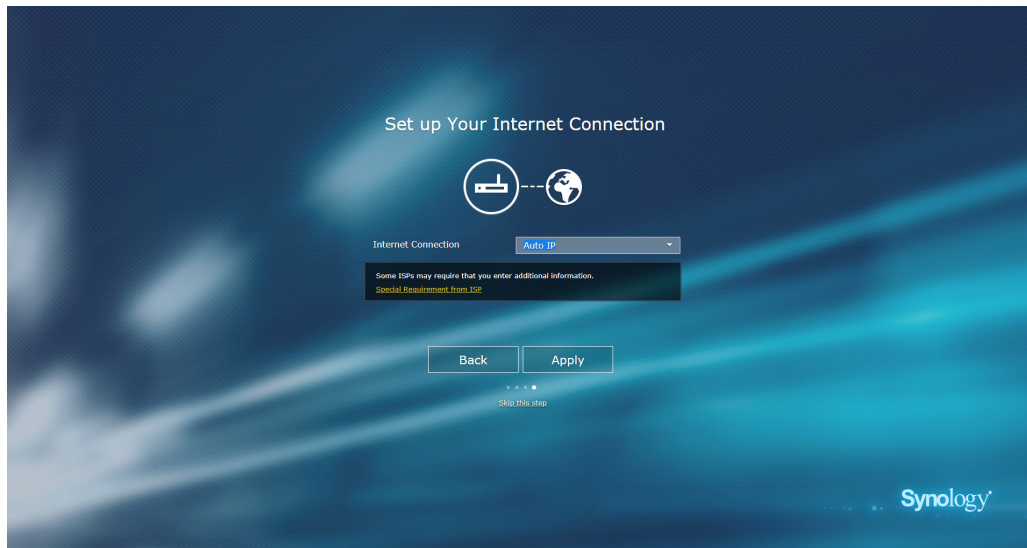 Set up Your Internet Connection
Internet Connection Auto IP
Some ISPs may require that you enter additional information.
Special Requirement from ISP
Back Apply
Skip this step
Synology